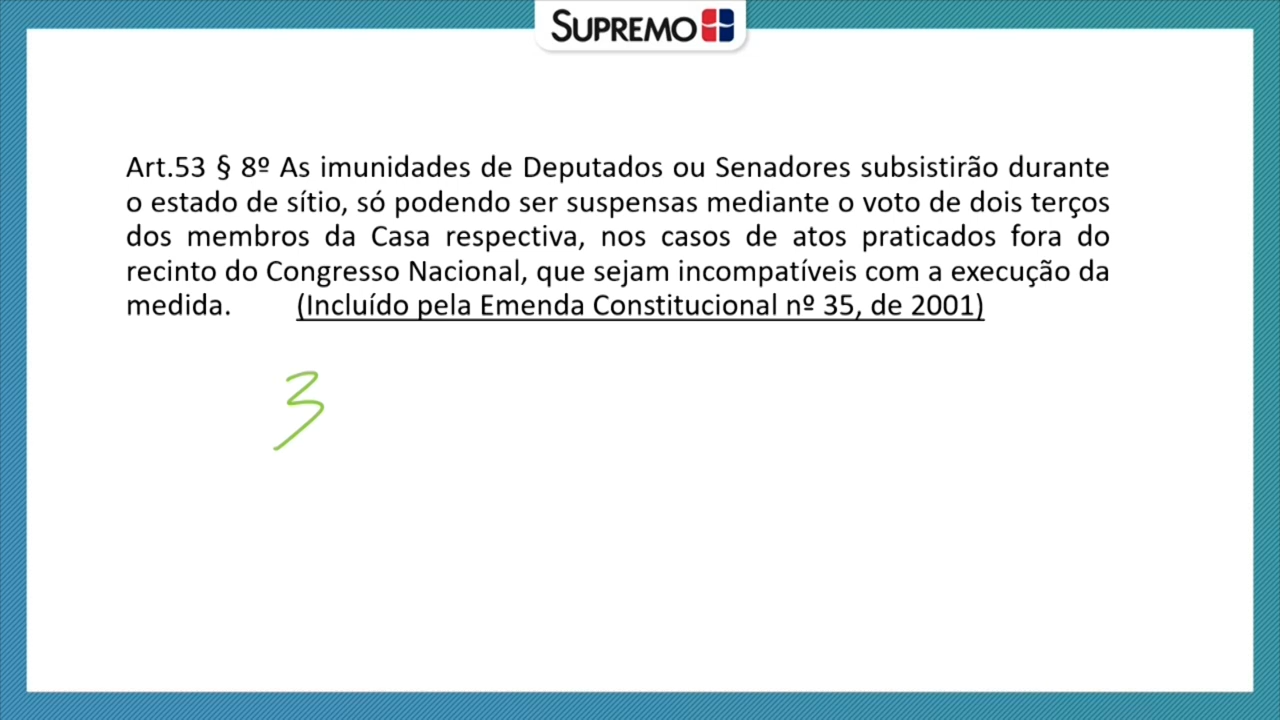 SUPREMO
Art.53 § 8º As imunidades de Deputados ou Senadores subsistirão durante
o estado de sítio, só podendo ser suspensas mediante o voto de dois terços
dos membros da Casa respectiva, nos casos de atos praticados fora do
recinto do Congresso Nacional, que sejam incompatíveis com a execução da
medida. (Incluído pela Emenda Constitucional nº 35, de 2001)
3